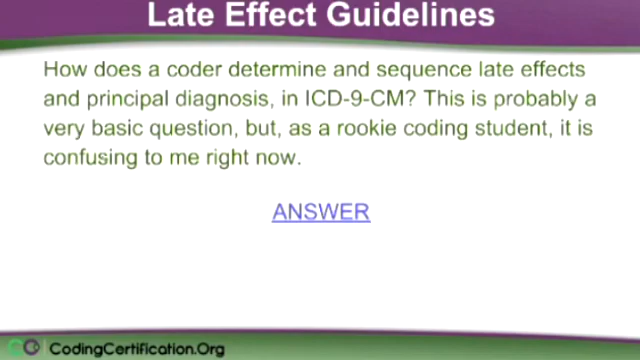 Late Effect Guidelines
How does a coder determine and sequence late effects
and principal diagnosis, in ICD-9-CM? This is probably a
very basic question, but, as a rookie coding student, it is
confusing to me right now.
ANSWER
CodingCertification.Org